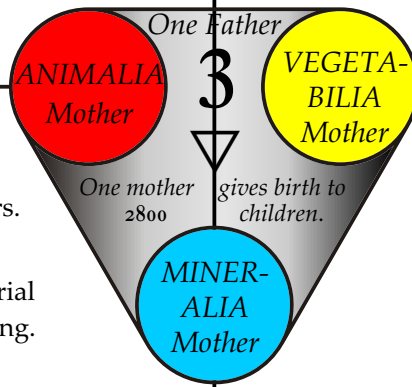 One Father
3
ANIMALIA
Mother
VEGETA-
BILIA
Mother
One mother gives birth to
2800 children.
rs.
rial
ng.
MINER-
ALIA
Mother